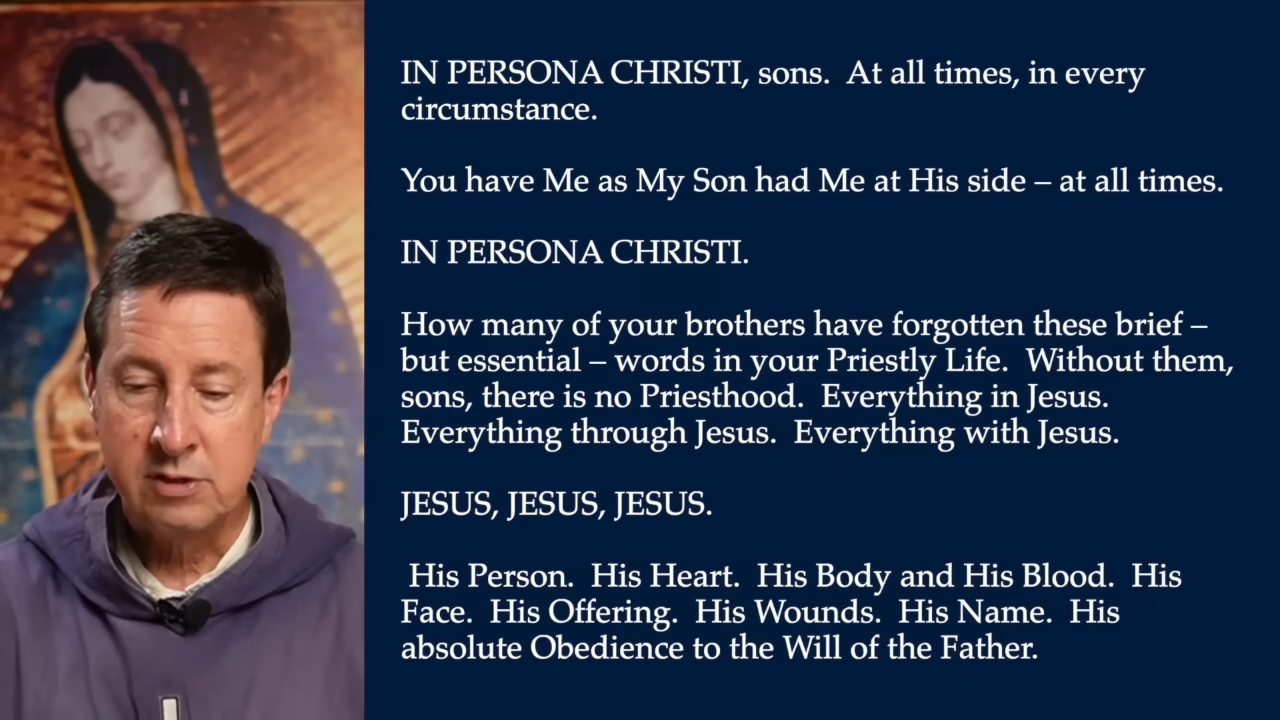 IN PERSONA CHRISTI, sons.  At all times, in every
circumstance.
You have Me as My Son had Me at His side – at all times.
IN PERSONA CHRISTI.
How many of your brothers have forgotten these brief –
but essential – words in your Priestly Life.  Without them,
sons, there is no Priesthood.  Everything in Jesus.
Everything through Jesus.  Everything with Jesus.
JESUS, JESUS, JESUS.
His Person.  His Heart.  His Body and His Blood.  His
Face.  His Offering.  His Wounds.  His Name.  His
absolute Obedience to the Will of the Father.